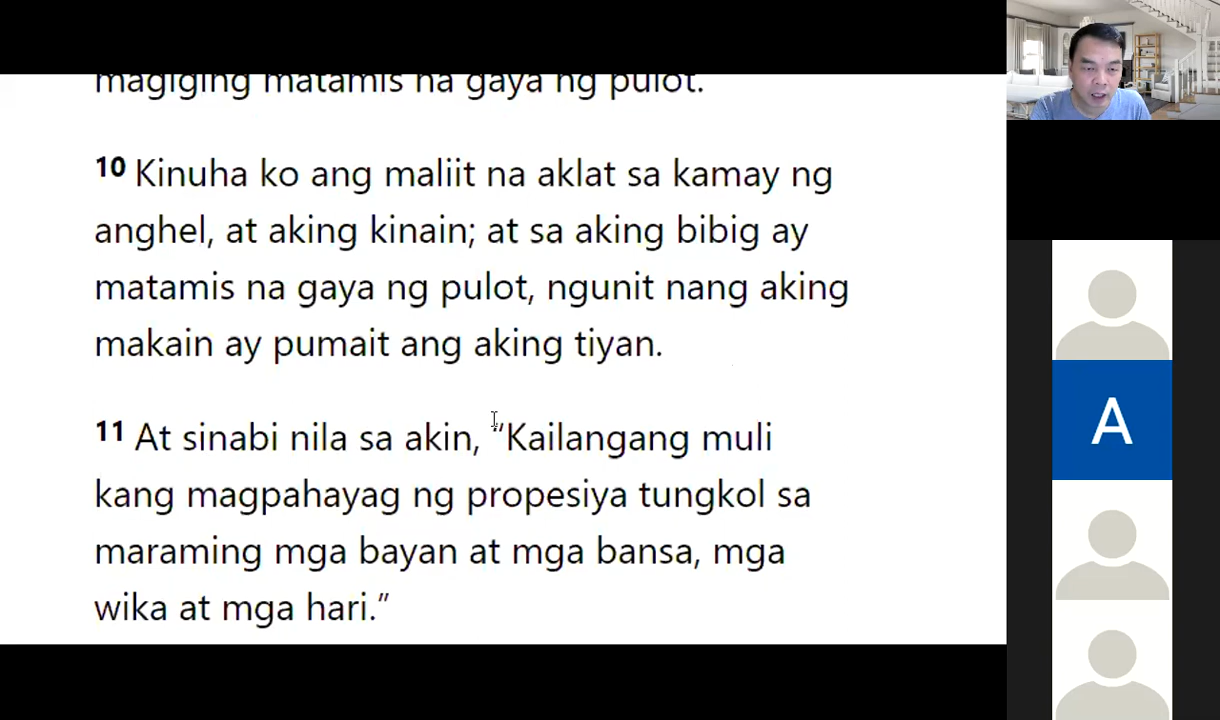 magiging matamis na gaya ng pulot.
10 Kinuha ko ang maliit na aklat sa kamay ng
anghel, at aking kinain; at sa aking bibig ay
matamis na gaya ng pulot, ngunit nang aking
makain ay pumait ang aking tiyan.
11 At sinabi nila sa akin, “Kailangang muli
kang magpahayag ng propesiya tungkol sa
maraming mga bayan at mga bansa, mga
wika at mga hari.”
A